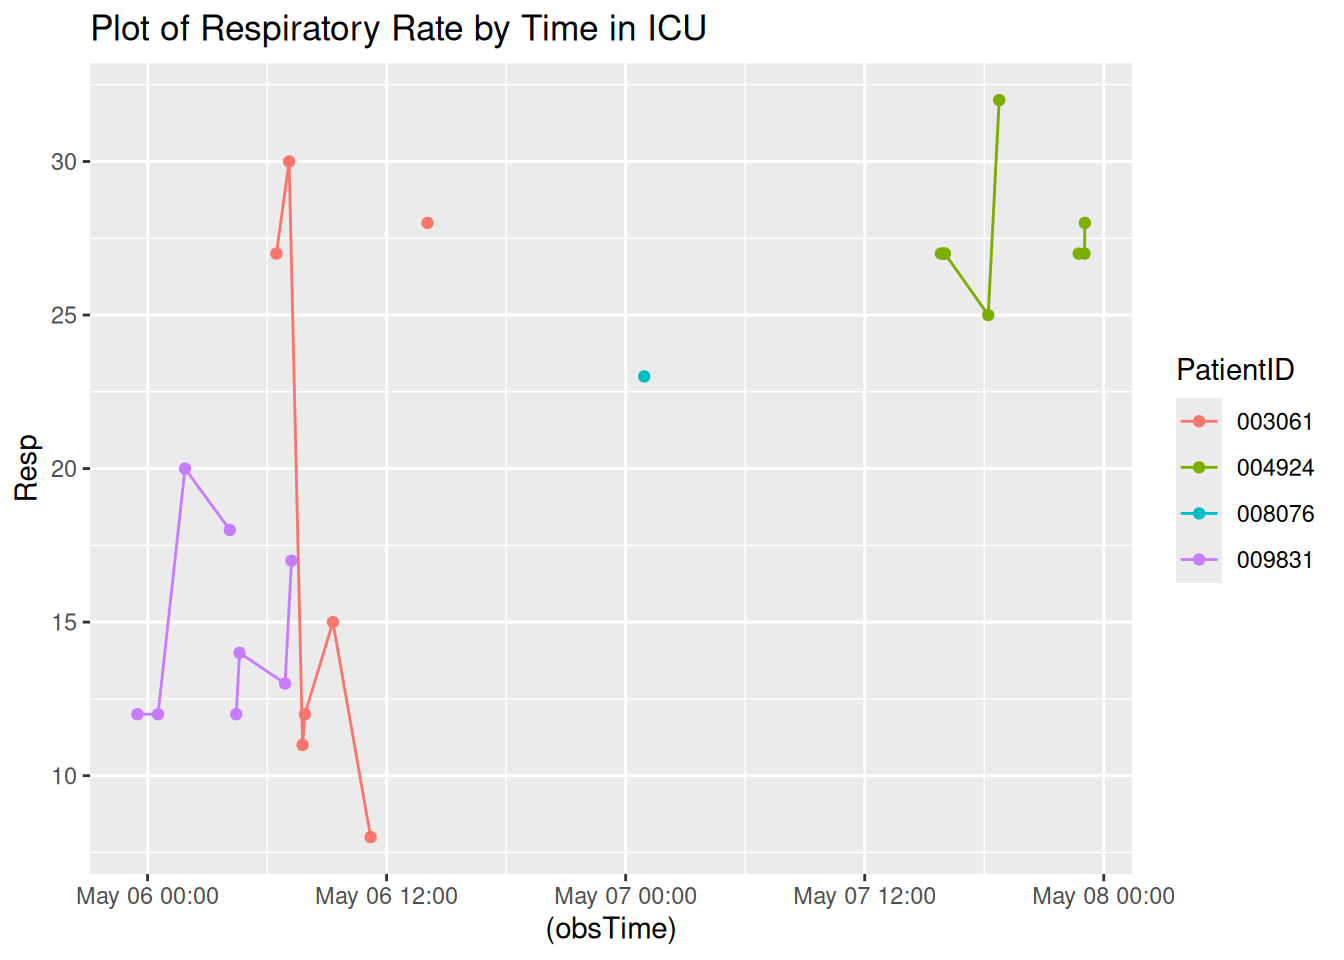 Plot of Respiratory Rate by Time in ICU
Resp
30
25
20
15
10
May 06 00:00 May 06 12:00 May 07 00:00 May 07 12:00 May 08 00:00
(obsTime)
PatientID
003061
004924
008076
009831